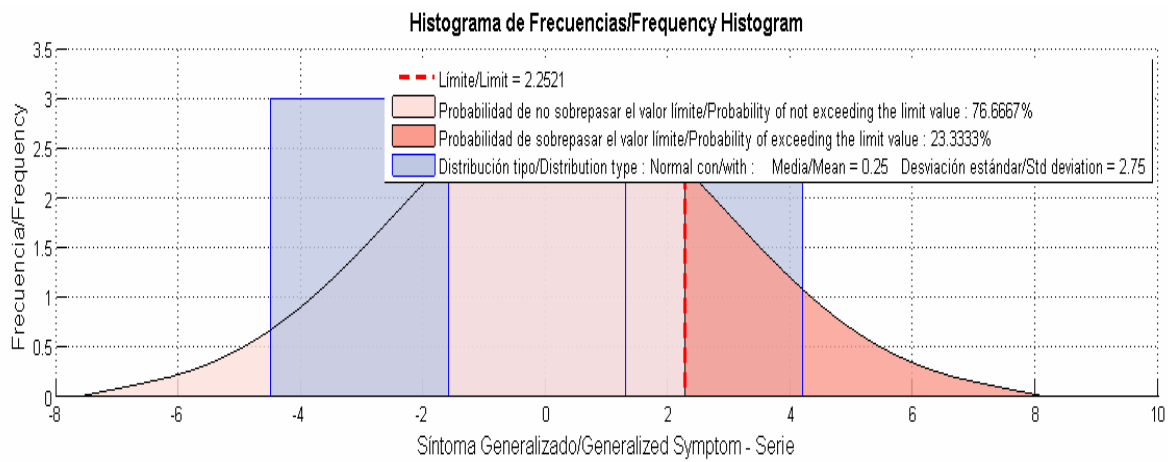 Histograma de Frecuencias/Frequency Histogram
3.5
3
2.5
2
1.5
1
0.5
0
Frecuencia/Frequency
Límite/Limit = 2.2521
Probabilidad de no sobrepasar el valor límite/Probability of not exceeding the limit value : 76.6667%
Probabilidad de sobrepasar el valor límite/Probability of exceeding the limit value : 23.3333%
Distribución tipo/Distribution type : Normal con/with : Media/Mean = 0.25 Desviación estándar/Std deviation = 2.75
-8 -6 -4 -2 0 2 4 6 8 10
Síntoma Generalizado/Generalized Symptom - Serie